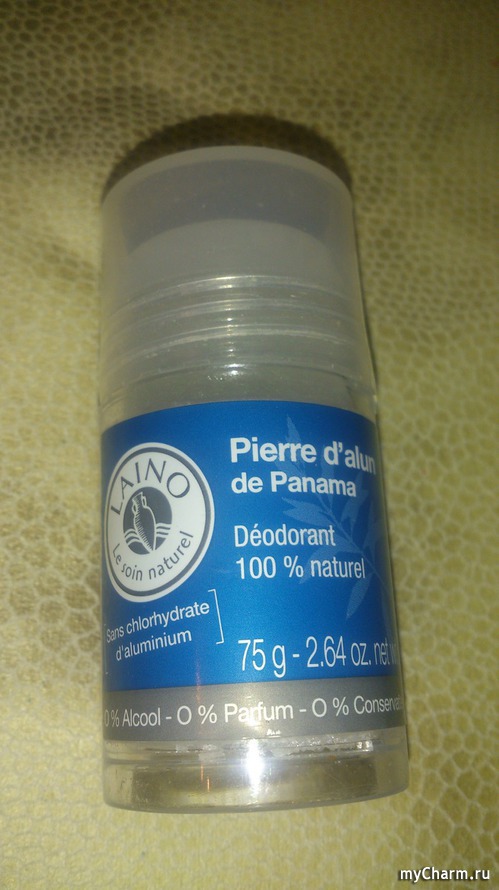 Pierre d'alun
de Panama
LAINO
Le soin naturel
Déodorant
100 % naturel
Sans chlorhydrate
d'aluminium
75 g - 2.64 oz. net
0 % Alcool - 0 % Parfum - 0 % Conserva
myCharm.ru